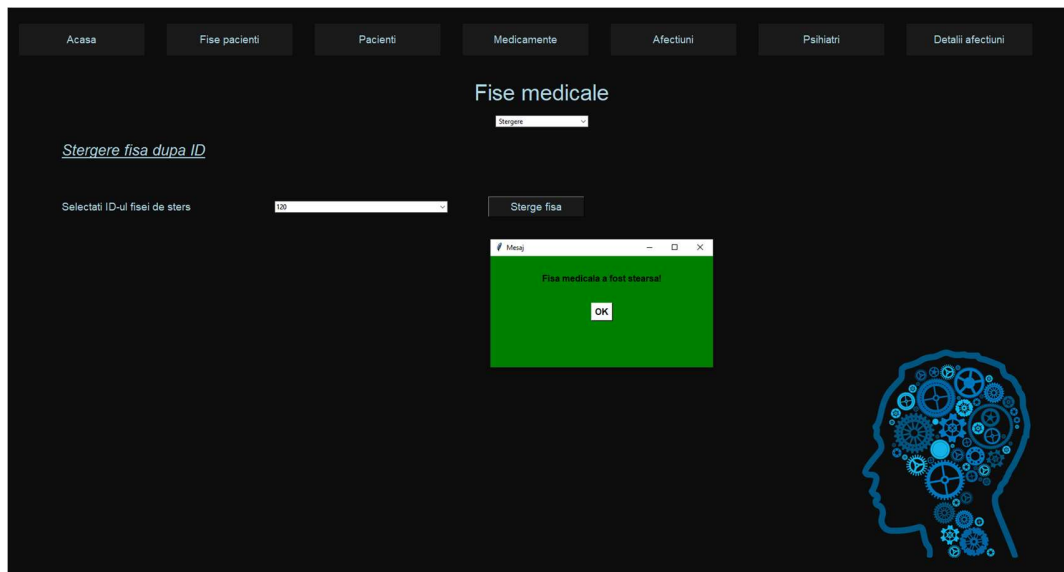 Acasa
Fise pacienti
Pacienti
Medicamente
Afectiuni
Psihiatri
Detalii afectiuni
Fise medicale
Stergere
Stergere fisa dupa ID
Selectati ID-ul fisei de sters
120
Sterge fisa
Mesaj
Fisa medicala a fost stearsa!
OK